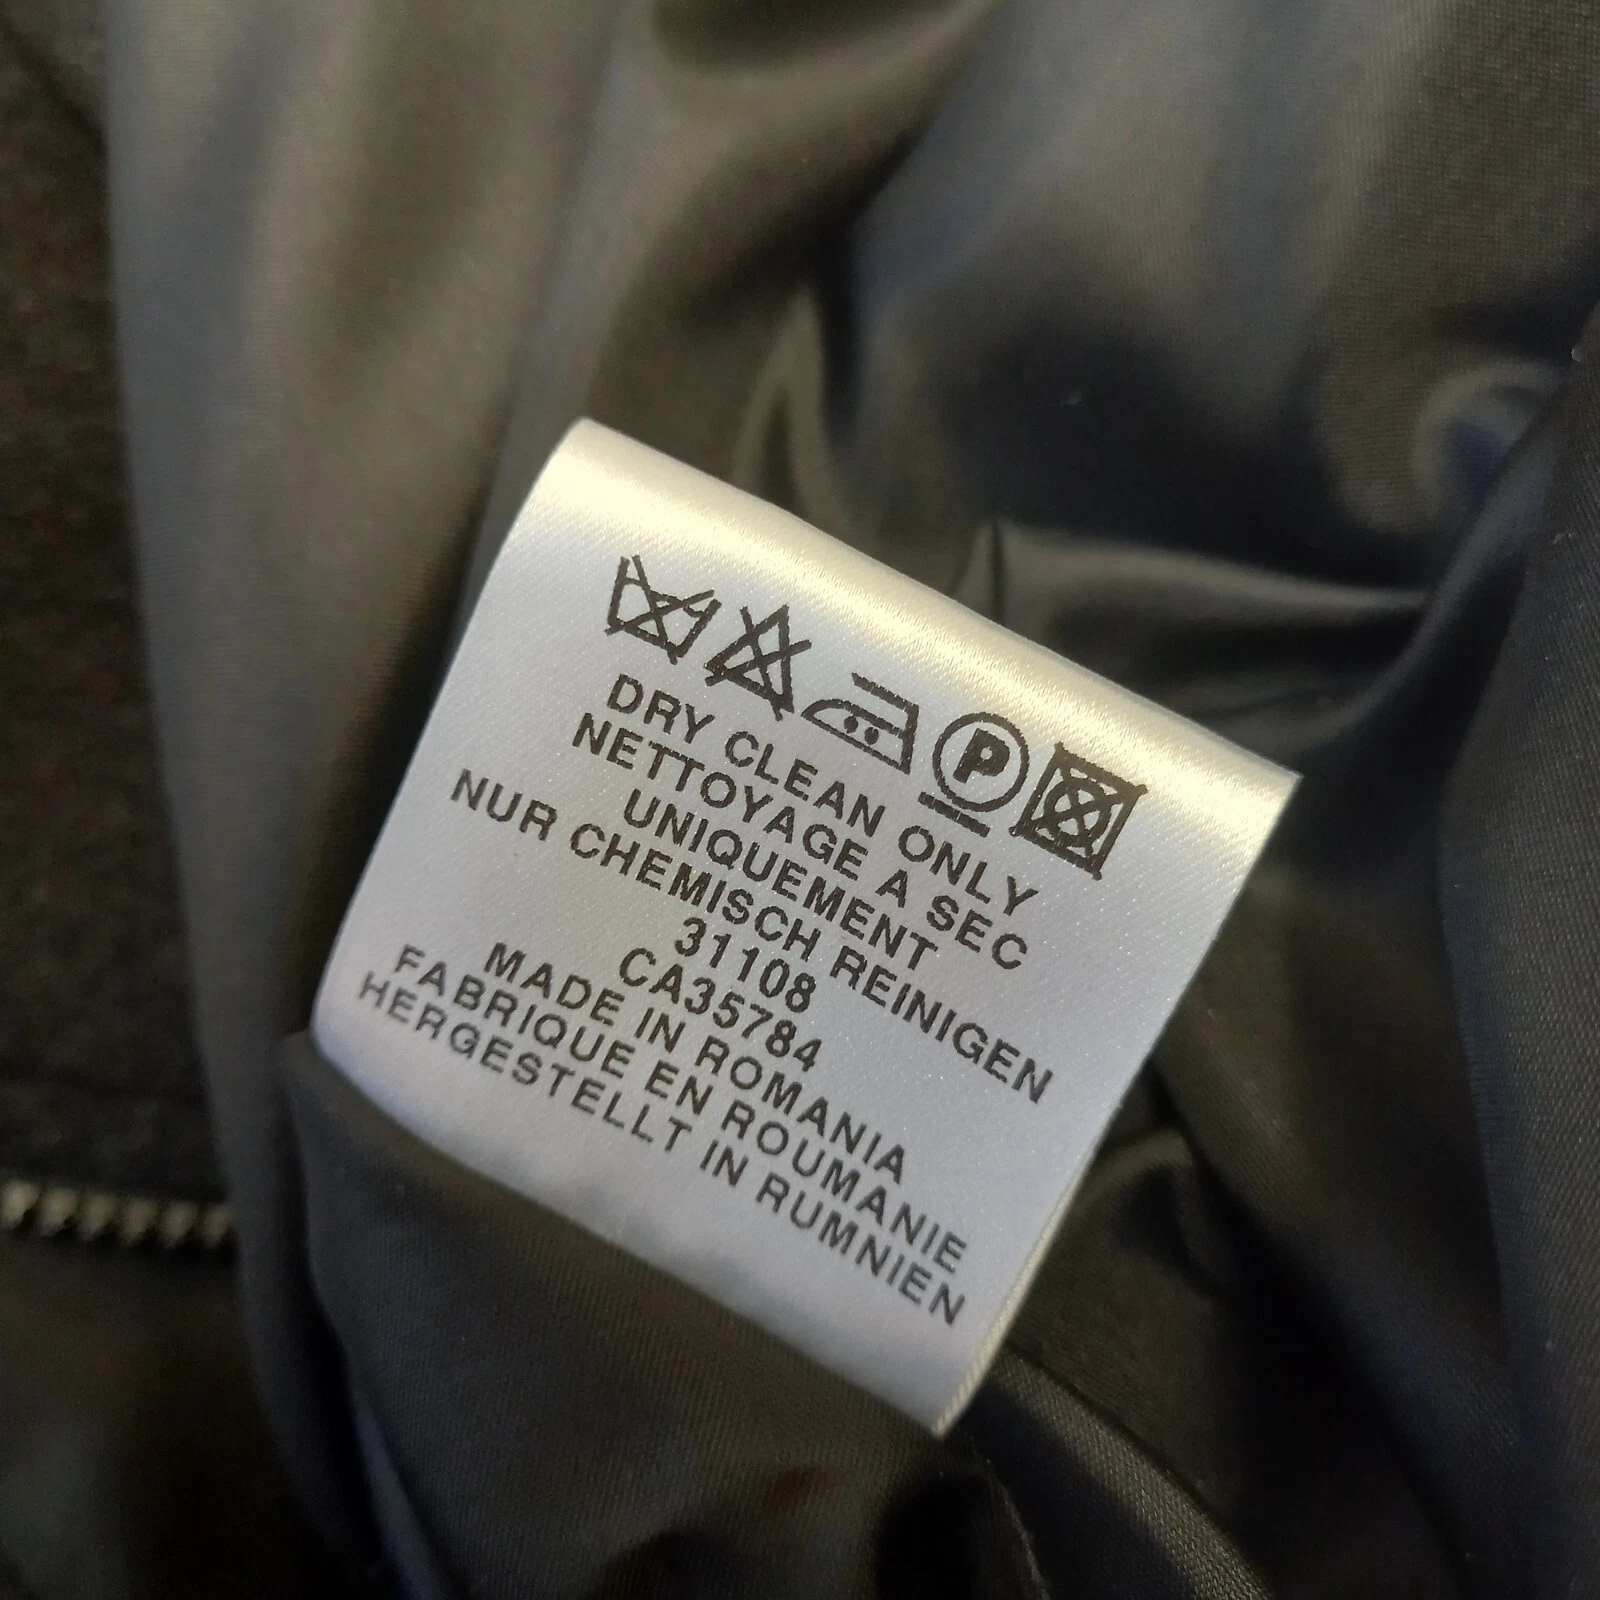 P
DRY CLEAN ONLY
NETTOYAGE A SEC
UNIQUEMENT
NUR CHEMISCH REINIGEN
31108
CA35784
MADE IN ROMANIA
FABRIQUE EN ROUMANIE
HERGESTELLT IN RUMNIEN